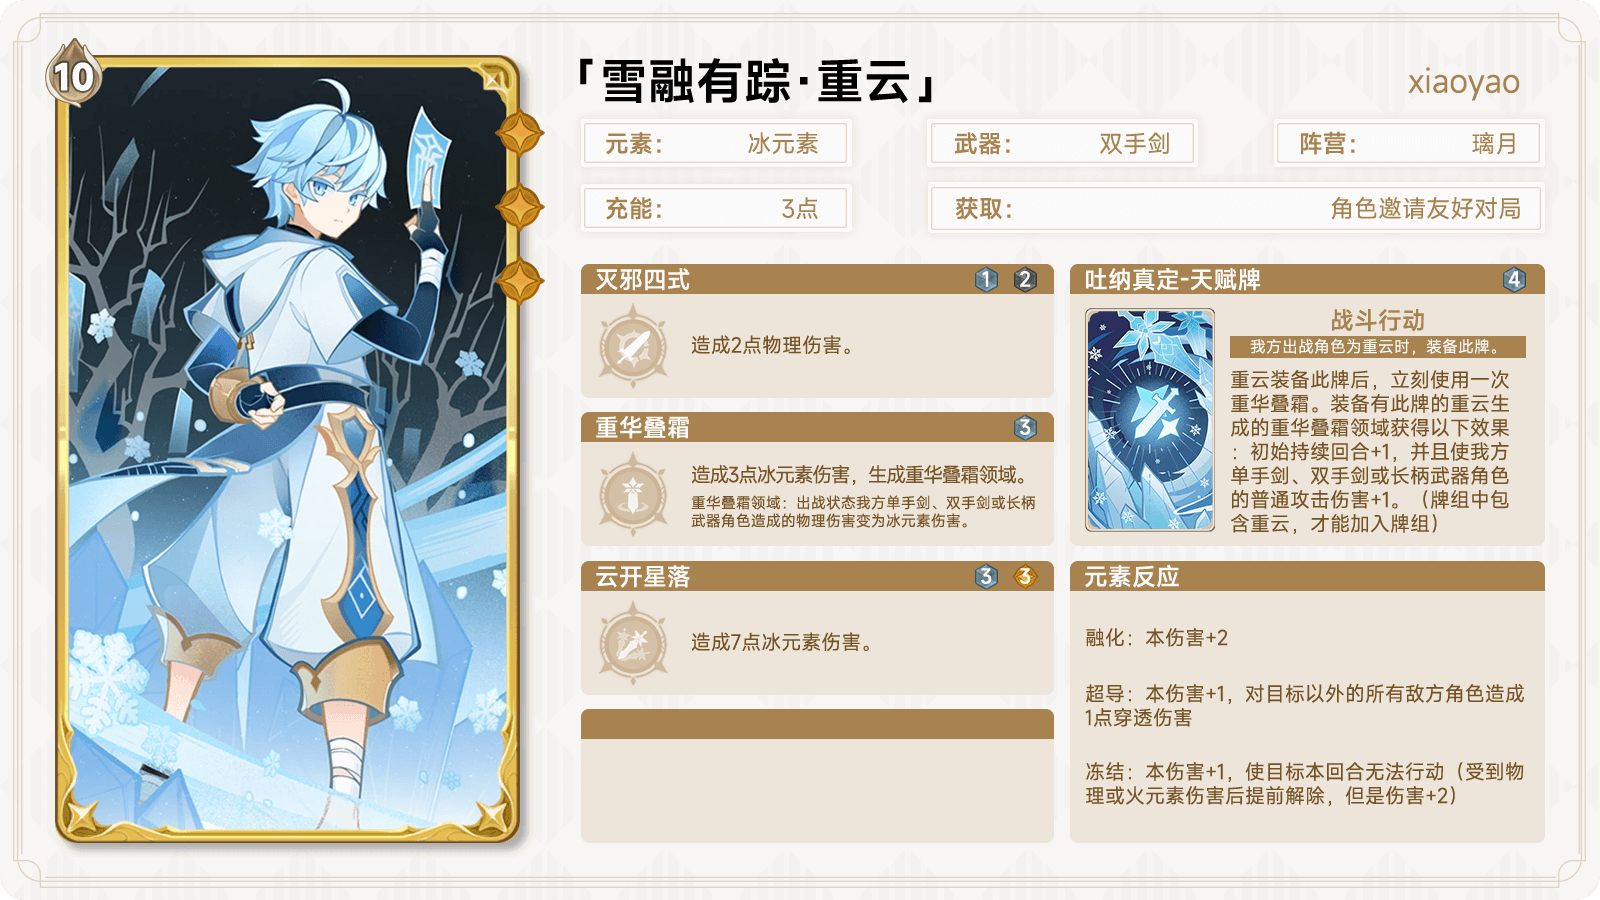 10
「雪融有踪·重云」
xiaoyao
元素： 冰元素
武器： 双手剑
阵营： 璃月
充能： 3点
获取： 角色邀请友好对局
灭邪四式 1 2
造成2点物理伤害。
重华叠霜 3
造成3点冰元素伤害，生成重华叠霜领域。
重华叠霜领域：出战状态我方单手剑、双手剑或长柄
武器角色造成的物理伤害变为冰元素伤害。
云开星落 3 3
造成7点冰元素伤害。
吐纳真定-天赋牌 4
战斗行动
我方出战角色为重云时，装备此牌。
重云装备此牌后，立刻使用一次
重华叠霜。装备有此牌的重云生
成的重华叠霜领域获得以下效果
：初始持续回合+1，并且使我方
单手剑、双手剑或长柄武器角色
的普通攻击伤害+1。（牌组中包
含重云，才能加入牌组）
元素反应
融化：本伤害+2
超导：本伤害+1，对目标以外的所有敌方角色造成
1点穿透伤害
冻结：本伤害+1，使目标本回合无法行动（受到物
理或火元素伤害后提前解除，但是伤害+2）